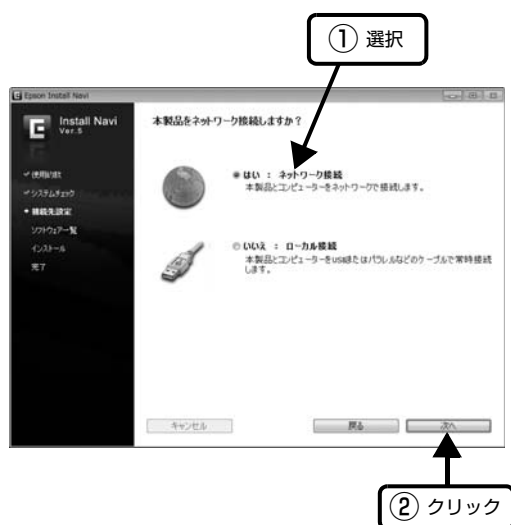 ① 選択
Epson Install Navi
Install Navi
Ver.5
本製品をネットワーク接続しますか？
使用許諾
システムチェック
接続先設定
ソフトウェア一覧
インストール
完了
はい ： ネットワーク接続
本製品とコンピューターをネットワークで接続します。
いいえ ： ローカル接続
本製品とコンピューターをUSBまたはパラレルなどのケーブルで常時接続
します。
キャンセル
戻る
次へ
② クリック